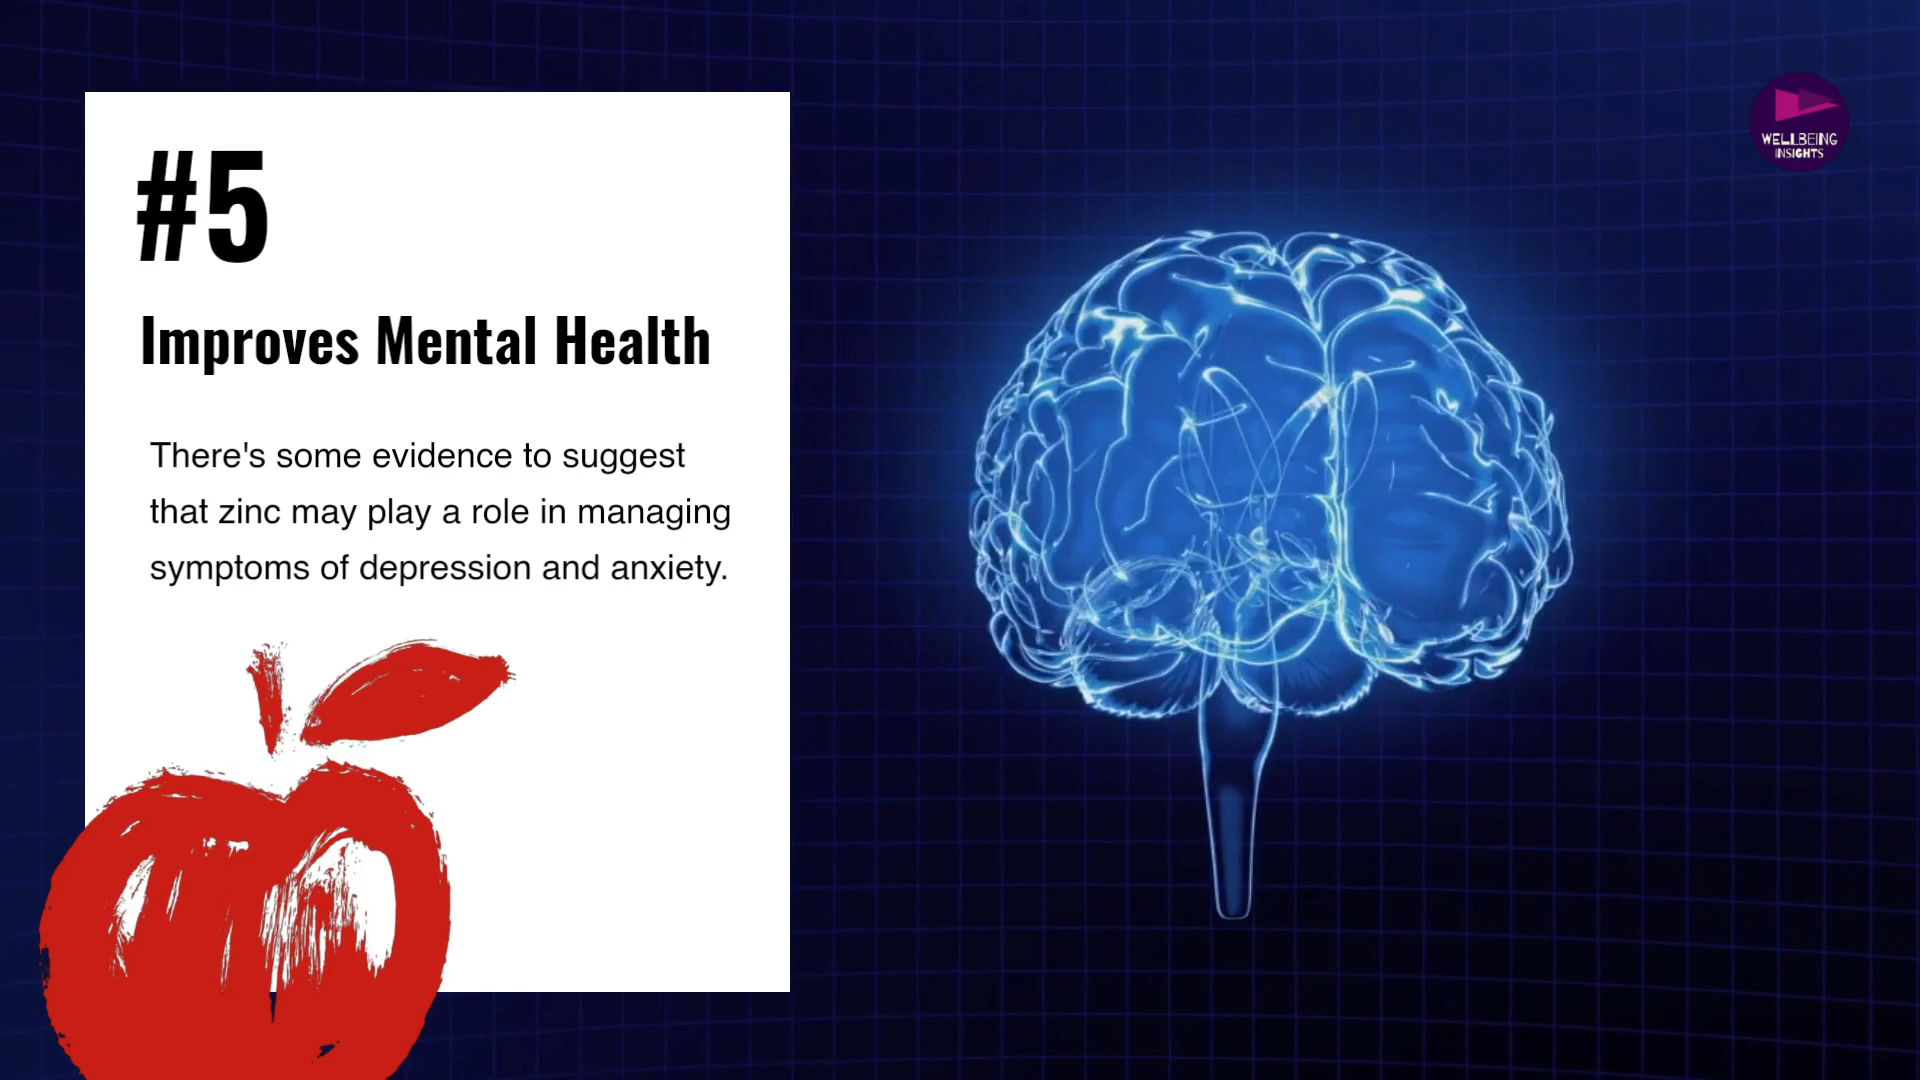 #5
Improves Mental Health
There's some evidence to suggest
that zinc may play a role in managing
symptoms of depression and anxiety.
WELLBEING
INSIGHTS